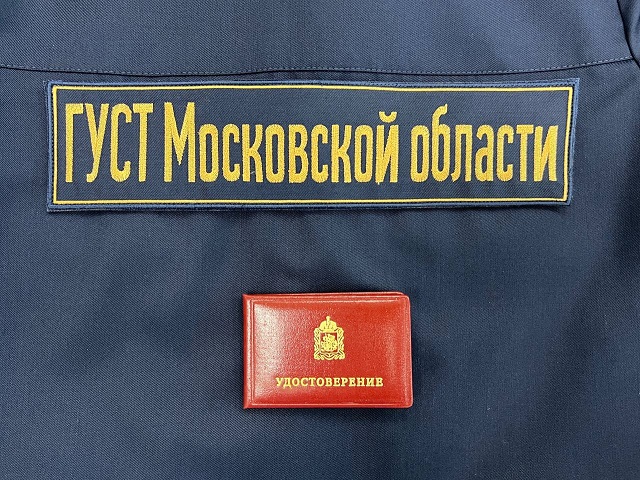 ГУСТ Московской области
УДОСТОВЕРЕНИЕ